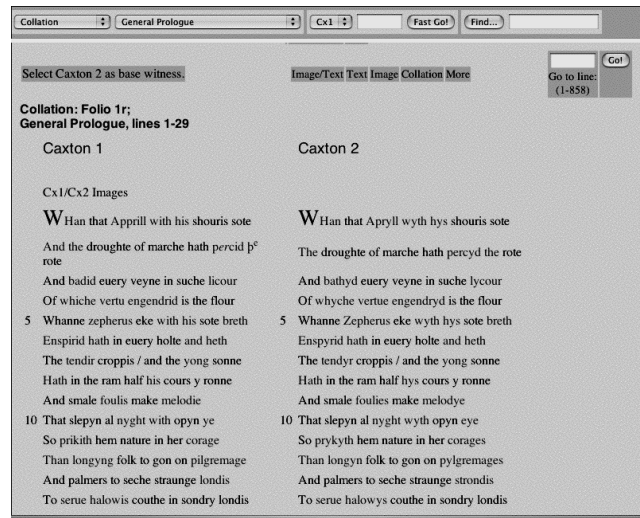 Collation General Prologue Cx1 Fast Go! Find...
Select Caxton 2 as base witness.
Image/Text Text Image Collation More
Go!
Go to line:
(1-858)
Collation: Folio 1r;
General Prologue, lines 1-29
Caxton 1
Cx1/Cx2 Images
WHan that Apprill with his shouris sote
And the droughte of marche hath percid þe
rote
And badid euery veyne in suche licour
Of whiche vertu engendrid is the flour
5 Whanne zepherus eke with his sote breth
Enspirid hath in euery holte and heth
The tendir croppis / and the yong sonne
Hath in the ram half his cours y ronne
And smale foulis make melodie
10 That slepyn al nyght with opyn ye
So prikith hem nature in her corage
Than longyng folk to gon on pilgremage
And palmers to seche straunge londis
To serue halowis couthe in sondry londis
Caxton 2
WHan that Apryll wyth hys shouris sote
The droughte of marche hath percyd the rote
And bathyd euery veyne in suche lycour
Of whyche vertue engendryd is the flour
5 Whanne Zepherus eke wyth hys sote breth
Enspyrid hath in euery holte and heth
The tendyr croppis / and the yong sonne
Hath in the ram half hys cours y ronne
And smale foulies make melodye
10 That slepyn al nyght wyth opyn eye
So prykyth hem nature in her corages
Than longyn folk to gon on pylgremages
And palmers to seche straunge strondis
To serue halowys couthe in sondry londis